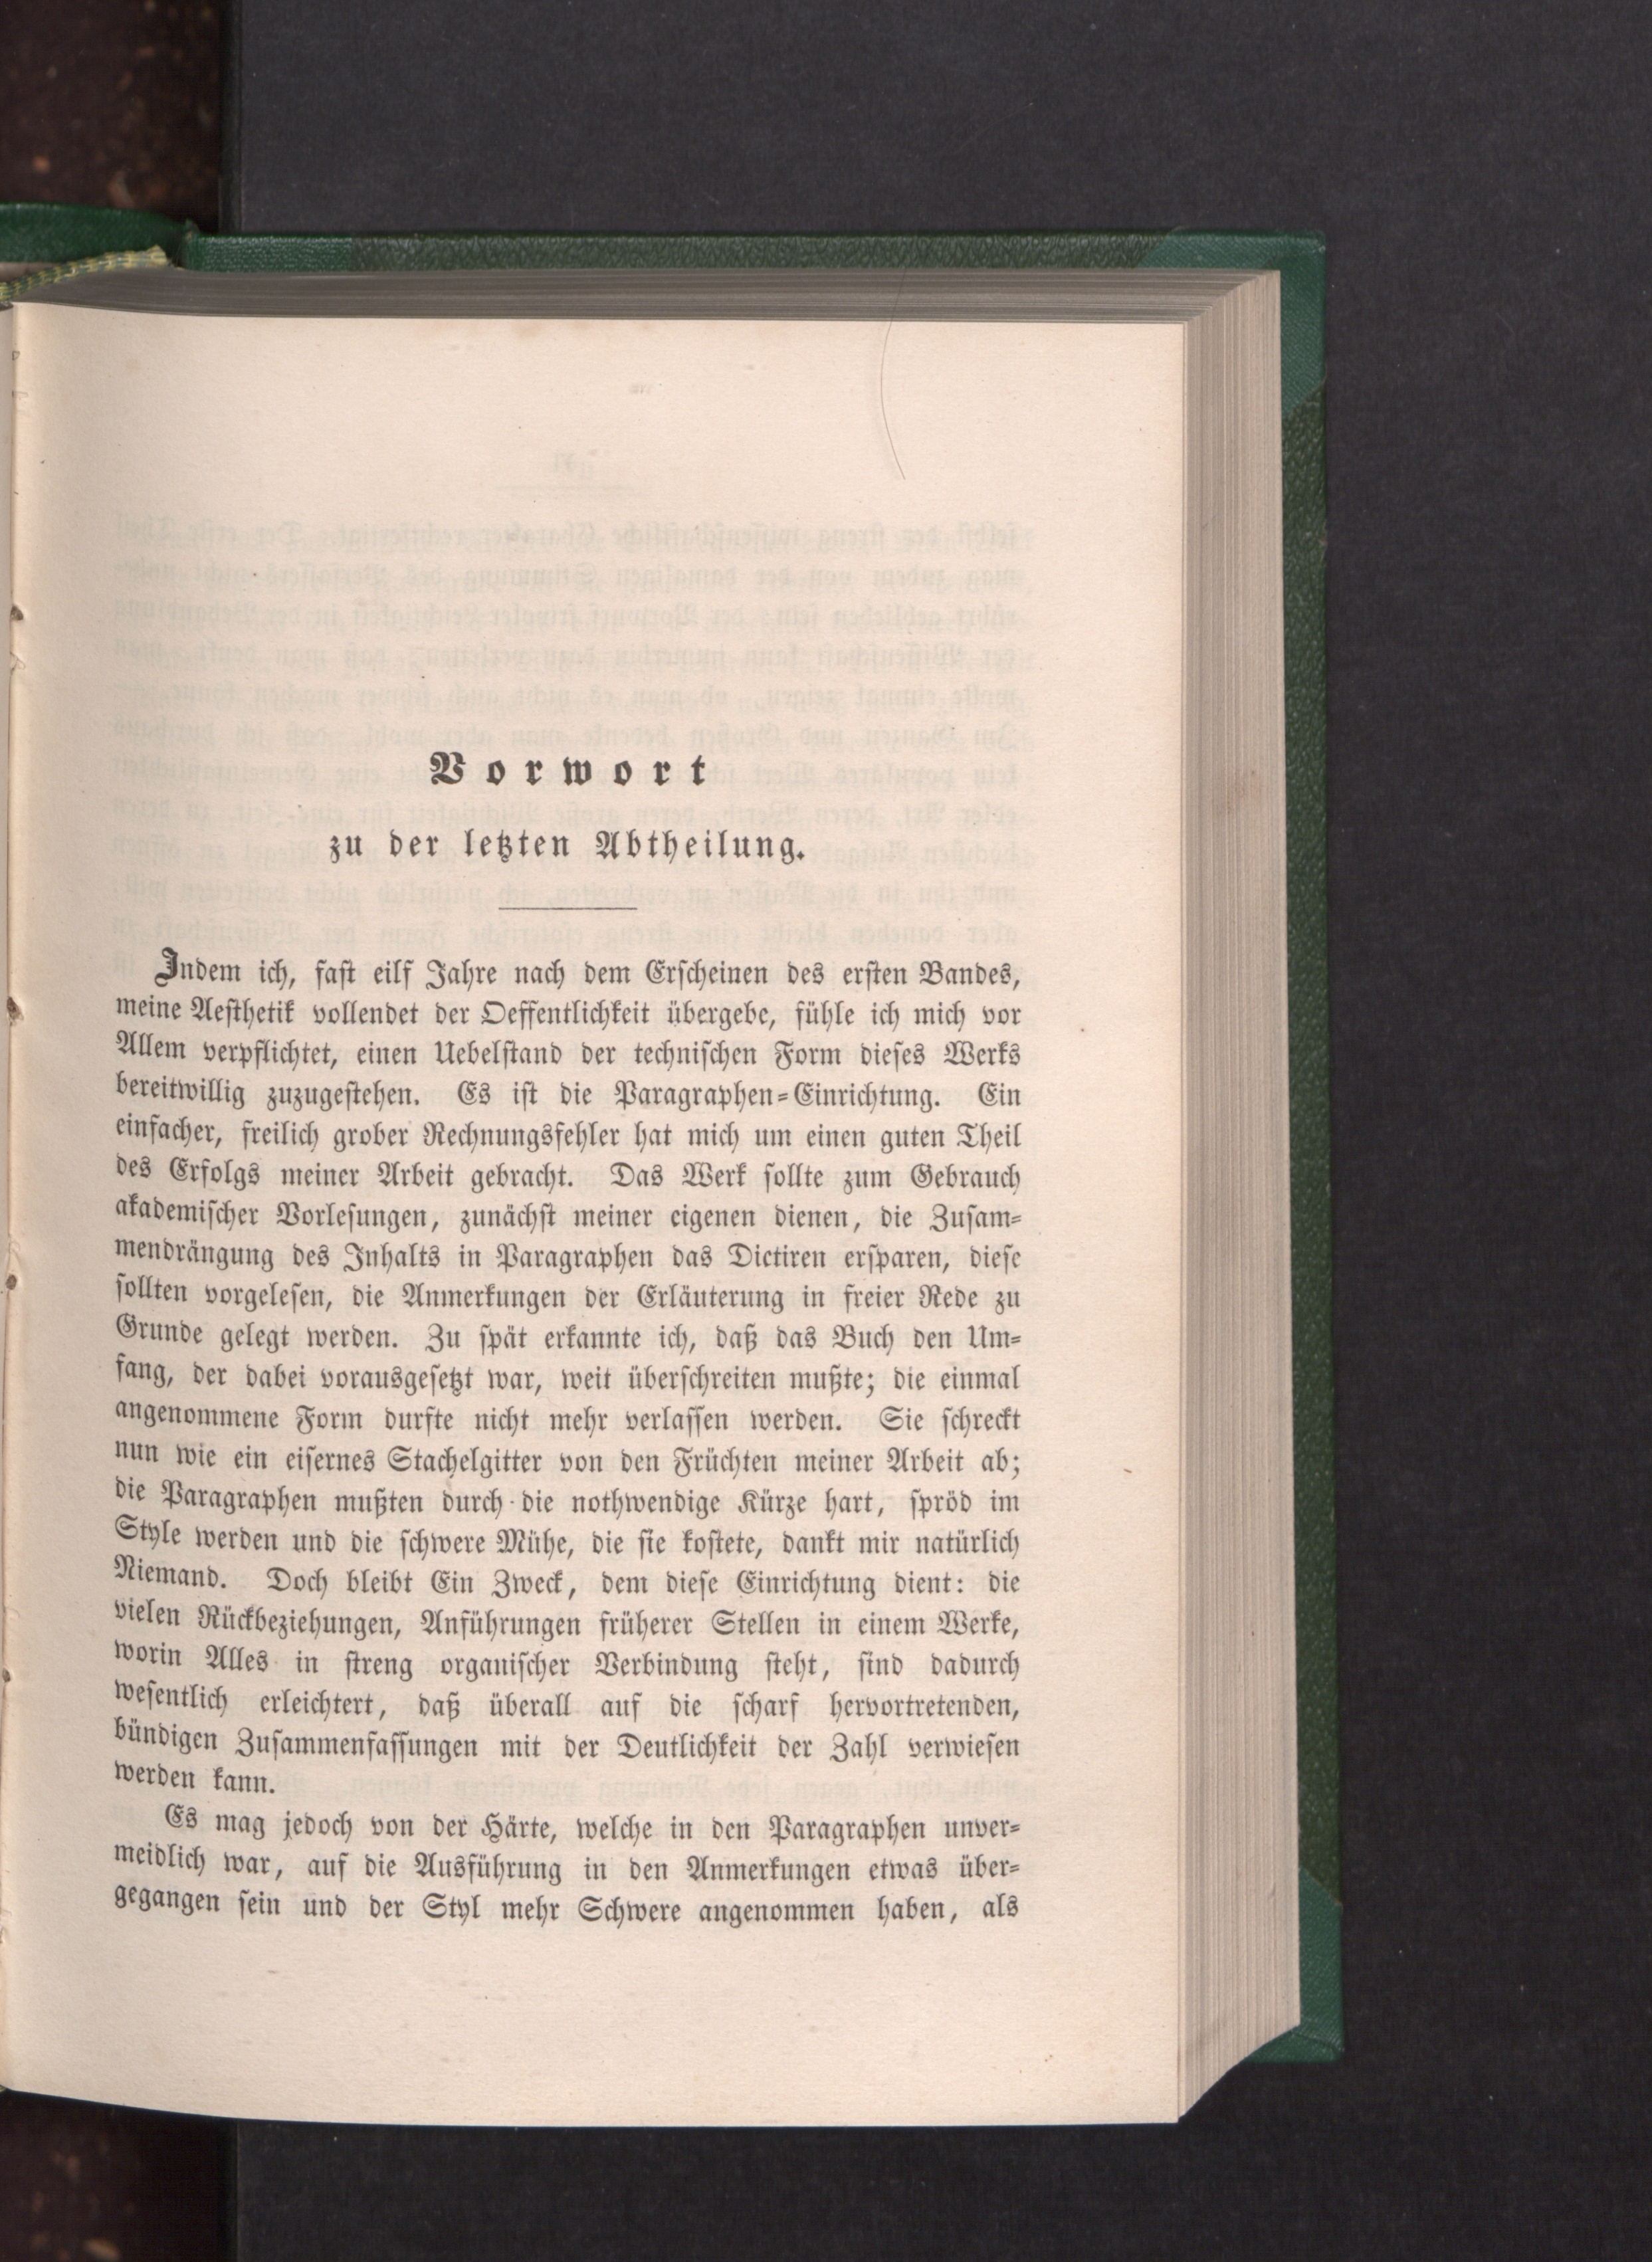 Vorwort
zu der letzten Abtheilung.
Indem ich, fast eilf Jahre nach dem Erscheinen des ersten Bandes,
meine Aesthetik vollendet der Oeffentlichkeit übergebe, fühle ich mich vor
Allem verpflichtet, einen Uebelstand der technischen Form dieses Werks
bereitwillig zuzugestehen. Es ist die Paragraphen-Einrichtung. Ein
einfacher, freilich grober Rechnungsfehler hat mich um einen guten Theil
des Erfolgs meiner Arbeit gebracht. Das Werk sollte zum Gebrauch
akademischer Vorlesungen, zunächst meiner eigenen dienen, die Zusam-
mendrängung des Inhalts in Paragraphen das Dictiren ersparen, diese
sollten vorgelesen, die Anmerkungen der Erläuterung in freier Rede zu
Grunde gelegt werden. Zu spät erkannte ich, daß das Buch den Um-
fang, der dabei vorausgesetzt war, weit überschreiten mußte; die einmal
angenommene Form durfte nicht mehr verlassen werden. Sie schreckt
nun wie ein eisernes Stachelgitter von den Früchten meiner Arbeit ab;
die Paragraphen mußten durch die nothwendige Kürze hart, spröd im
Style werden und die schwere Mühe, die sie kostete, dankt mir natürlich
Niemand. Doch bleibt Ein Zweck, dem diese Einrichtung dient: die
vielen Rückbeziehungen, Anführungen früherer Stellen in einem Werke,
worin Alles in streng organischer Verbindung steht, sind dadurch
wesentlich erleichtert, daß überall auf die scharf hervortretenden,
bündigen Zusammenfassungen mit der Deutlichkeit der Zahl verwiesen
werden kann.
Es mag jedoch von der Härte, welche in den Paragraphen unver-
meidlich war, auf die Ausführung in den Anmerkungen etwas über-
gegangen sein und der Styl mehr Schwere angenommen haben, als